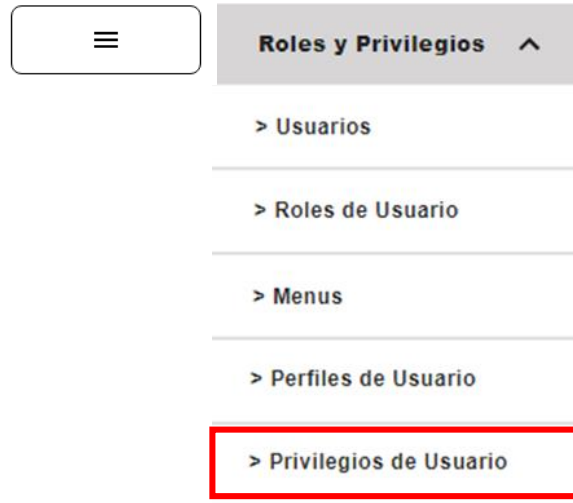 Roles y Privilegios
> Usuarios
> Roles de Usuario
> Menus
> Perfiles de Usuario
> Privilegios de Usuario